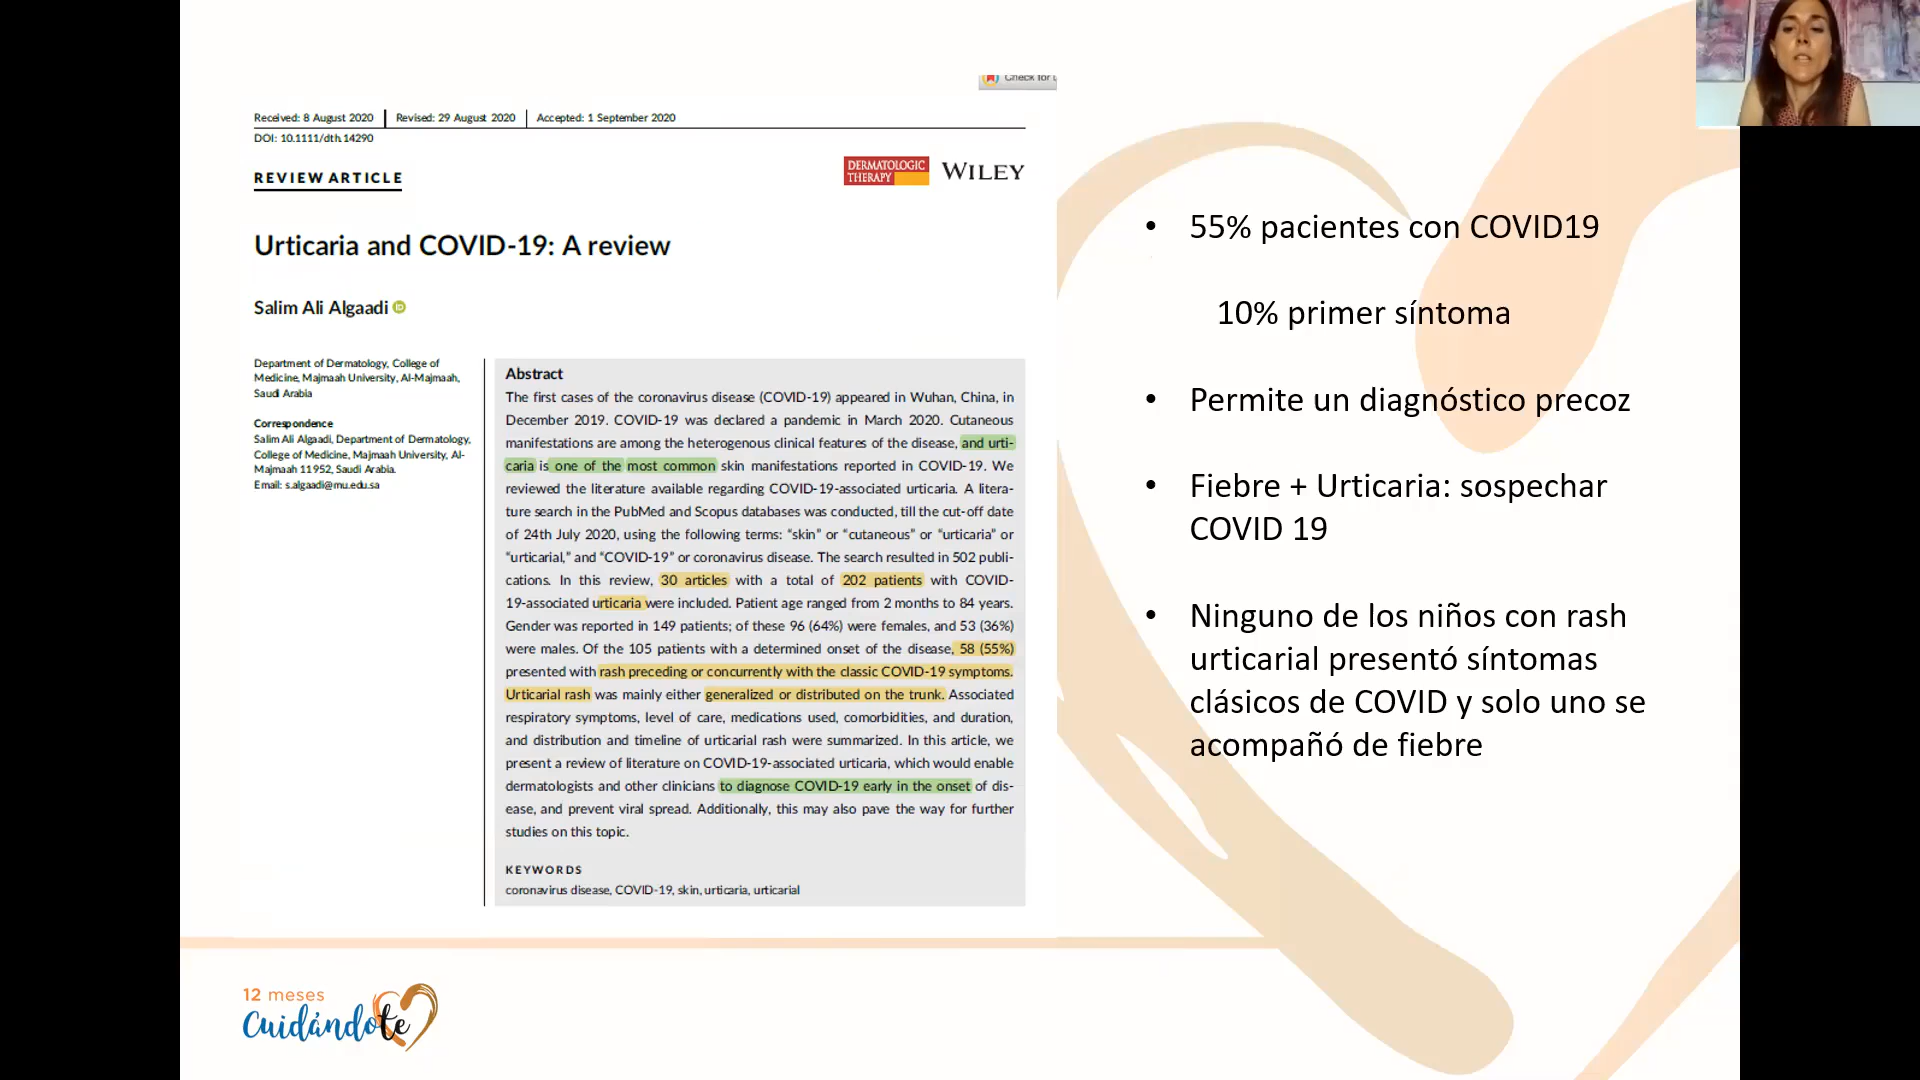 Check for
Received: 8 August 2020 Revised: 29 August 2020 Accepted: 1 September 2020
DOI: 10.1111/dth.14290
REVIEW ARTICLE
DERMATOLOGIC
THERAPY
WILEY
Urticaria and COVID-19: A review
Salim Ali Algaadi iD
Department of Dermatology, College of
Medicine, Majmaah University, Al-Majmaah,
Saudi Arabia
Correspondence
Salim Ali Algaadi, Department of Dermatology,
College of Medicine, Majmaah University, Al-
Majmaah 11952, Saudi Arabia.
Email: s.algaadi@mu.edu.sa
Abstract
The first cases of the coronavirus disease (COVID-19) appeared in Wuhan, China, in
December 2019. COVID-19 was declared a pandemic in March 2020. Cutaneous
manifestations are among the heterogenous clinical features of the disease, and urti-
caria is one of the most common skin manifestations reported in COVID-19. We
reviewed the literature available regarding COVID-19-associated urticaria. A litera-
ture search in the PubMed and Scopus databases was conducted, till the cut-off date
of 24th July 2020, using the following terms: “skin” or “cutaneous” or “urticaria” or
“urticarial,” and “COVID-19” or coronavirus disease. The search resulted in 502 publi-
cations. In this review, 30 articles with a total of 202 patients with COVID-
19-associated urticaria were included. Patient age ranged from 2 months to 84 years.
Gender was reported in 149 patients; of these 96 (64%) were females, and 53 (36%)
were males. Of the 105 patients with a determined onset of the disease, 58 (55%)
presented with rash preceding or concurrently with the classic COVID-19 symptoms.
Urticarial rash was mainly either generalized or distributed on the trunk. Associated
respiratory symptoms, level of care, medications used, comorbidities, and duration,
and distribution and timeline of urticarial rash were summarized. In this article, we
present a review of literature on COVID-19-associated urticaria, which would enable
dermatologists and other clinicians to diagnose COVID-19 early in the onset of dis-
ease, and prevent viral spread. Additionally, this may also pave the way for further
studies on this topic.
KEYWORDS
coronavirus disease, COVID-19, skin, urticaria, urticarial
• 55% pacientes con COVID19
10% primer síntoma
• Permite un diagnóstico precoz
• Fiebre + Urticaria: sospechar
COVID 19
• Ninguno de los niños con rash
urticarial presentó síntomas
clásicos de COVID y solo uno se
acompañó de fiebre
12 meses
Cuidándote